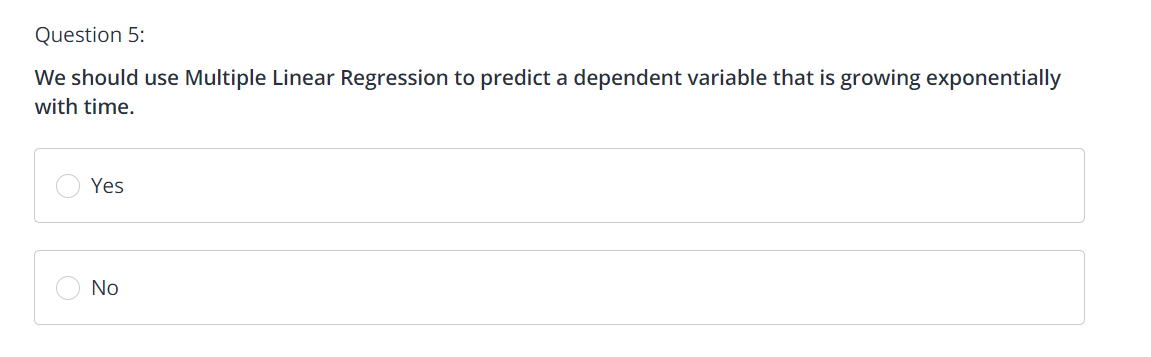 Question 5:
We should use Multiple Linear Regression to predict a dependent variable that is growing exponentially
with time.
Yes
No